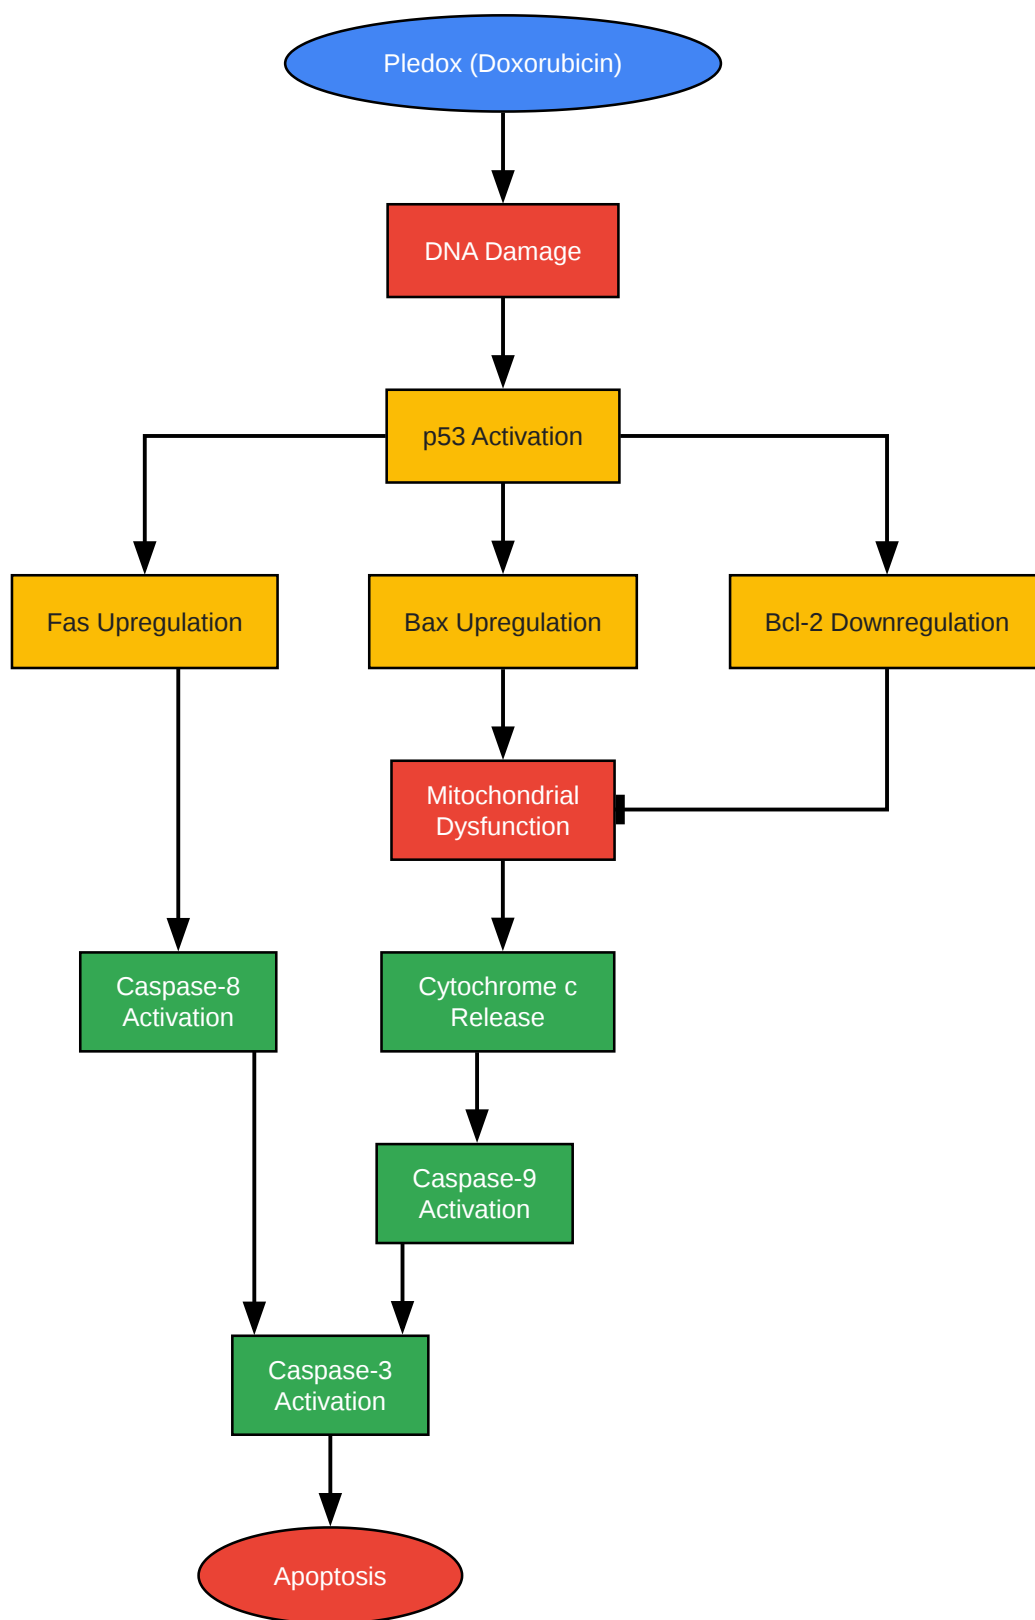 Pledox (Doxorubicin)
DNA Damage
p53 Activation
Fas Upregulation
Bax Upregulation
Bcl-2 Downregulation
Mitochondrial
Dysfunction
Caspase-8
Activation
Cytochrome c
Release
Caspase-9
Activation
Caspase-3
Activation
Apoptosis